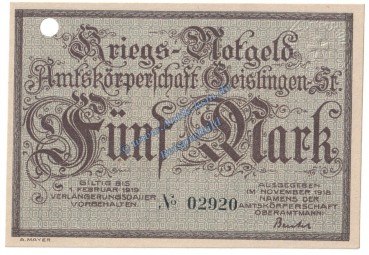 Kriegs-Notgeld
Amtskörperschaft Geislingen-St.
Fünf Mark
GILTIG BIS
1. FEBRUAR 1919
VERLÄNGERUNGSDAUER
VORBEHALTEN.
No 02920
AUSGEGEBEN
IM NOVEMBER 1918
NAMENS DER
AMTSKÖRPERSCHAFT
OBERAMTMANN:
B. MAYER